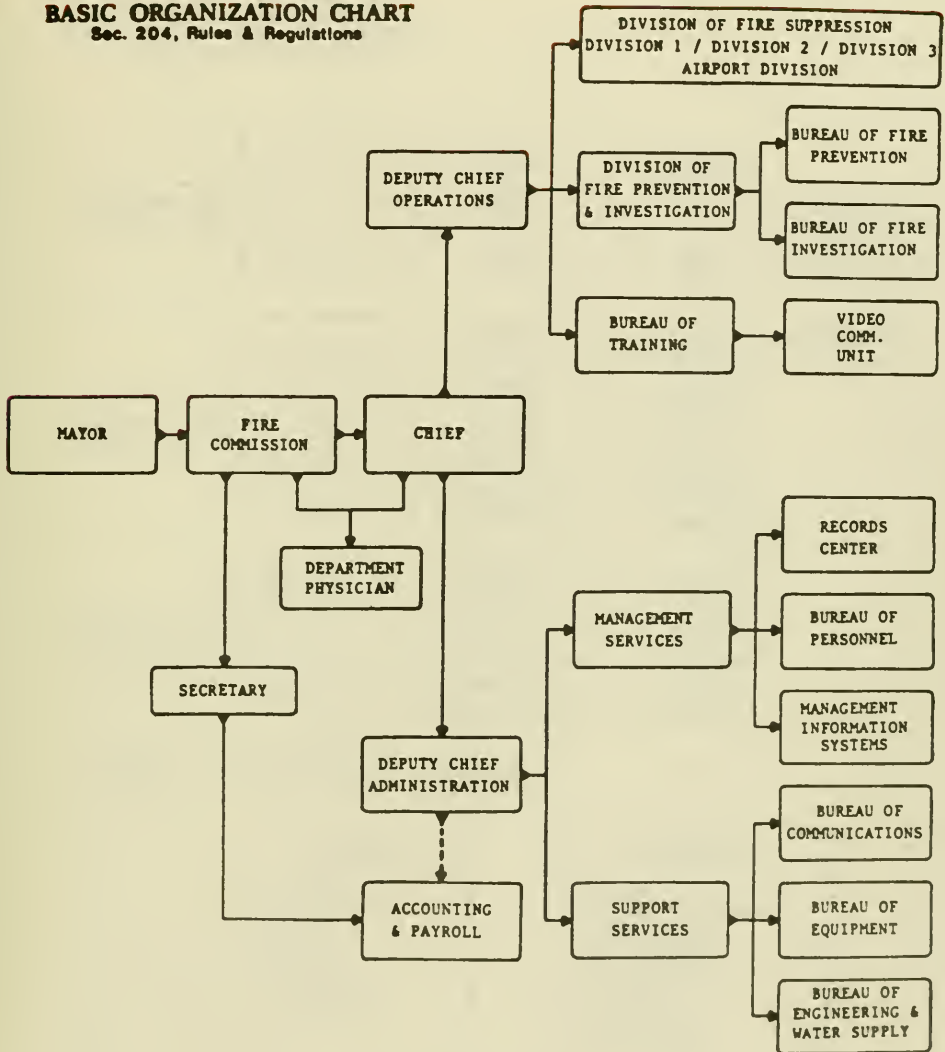 BASIC ORGANIZATION CHART
Sec. 204, Rules & Regulations
DIVISION OF FIRE SUPPRESSION
DIVISION 1 / DIVISION 2 / DIVISION 3
AIRPORT DIVISION
DEPUTY CHIEF
OPERATIONS
DIVISION OF
FIRE PREVENTION
& INVESTIGATION
BUREAU OF FIRE
PREVENTION
BUREAU OF FIRE
INVESTIGATION
BUREAU OF
TRAINING
VIDEO
COMM.
UNIT
MAYOR
FIRE
COMMISSION
CHIEF
DEPARTMENT
PHYSICIAN
SECRETARY
DEPUTY CHIEF
ADMINISTRATION
ACCOUNTING
& PAYROLL
MANAGEMENT
SERVICES
RECORDS
CENTER
BUREAU OF
PERSONNEL
MANAGEMENT
INFORMATION
SYSTEMS
SUPPORT
SERVICES
BUREAU OF
COMMUNICATIONS
BUREAU OF
EQUIPMENT
BUREAU OF
ENGINEERING &
WATER SUPPLY